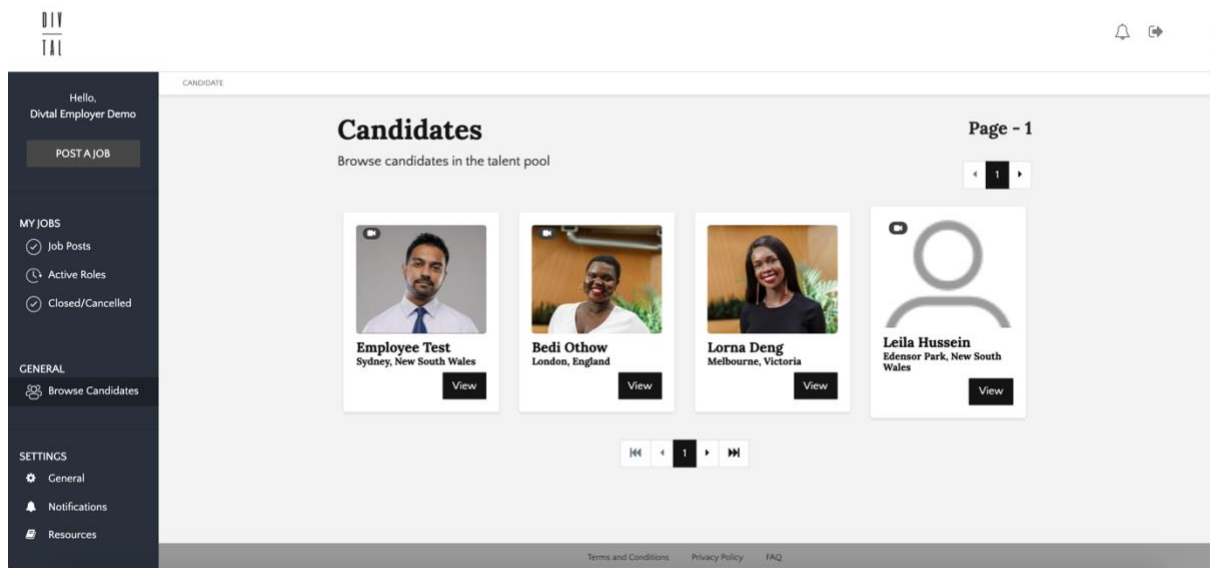 DIV
TAL
Hello,
Divtal Employer Demo
POST A JOB
MY JOBS
Job Posts
Active Roles
Closed/Cancelled
GENERAL
Browse Candidates
SETTINGS
General
Notifications
Resources
CANDIDATE
Candidates
Page - 1
Browse candidates in the talent pool
1
Employee Test
Sydney, New South Wales
View
Bedi Othow
London, England
View
Lorna Deng
Melbourne, Victoria
View
Leila Hussein
Edensor Park, New South
Wales
View
1
Terms and Conditions Privacy Policy FAQ